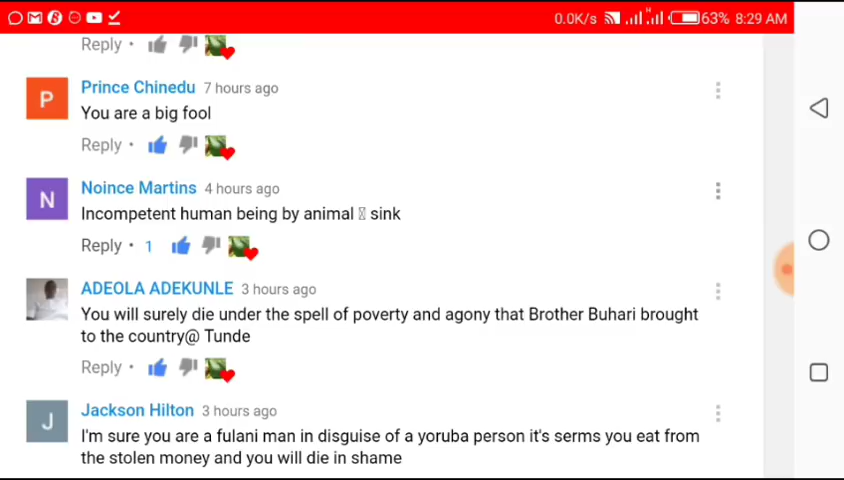 0.0K/s 63% 8:29 AM
Reply •
P Prince Chinedu 7 hours ago
You are a big fool
Reply •
N Noince Martins 4 hours ago
Incompetent human being by animal sink
Reply • 1
ADEOLA ADEKUNLE 3 hours ago
You will surely die under the spell of poverty and agony that Brother Buhari brought
to the country@ Tunde
Reply •
J Jackson Hilton 3 hours ago
I'm sure you are a fulani man in disguise of a yoruba person it's serms you eat from
the stolen money and you will die in shame